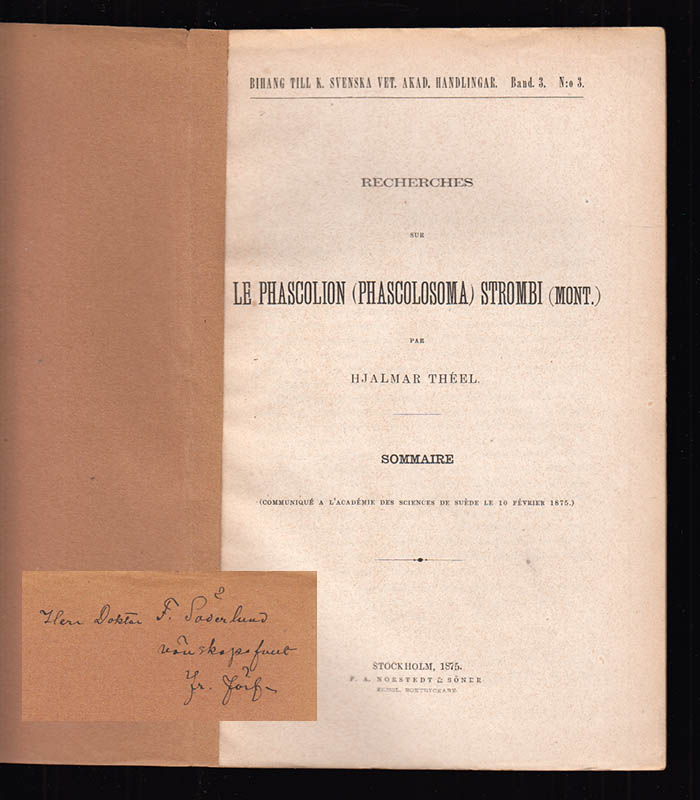 BIHANG TILL K. SVENSKA VET. AKAD. HANDLINGAR. Band. 3. N:o 3.
RECHERCHES
SUR
LE PHASCOLION (PHASCOLOSOMA) STROMBI (MONT.)
PAR
HJALMAR THÉEL.
SOMMAIRE
(COMMUNIQUÉ A L'ACADÉMIE DES SCIENCES DE SUÈDE LE 10 FÉVRIER 1875.)
STOCKHOLM, 1875.
P. A. NORSTEDT & SÖNER
KONGL. BOKTRYCKARE.
Herr Doktor F. Söderlund
vänskapsfullt